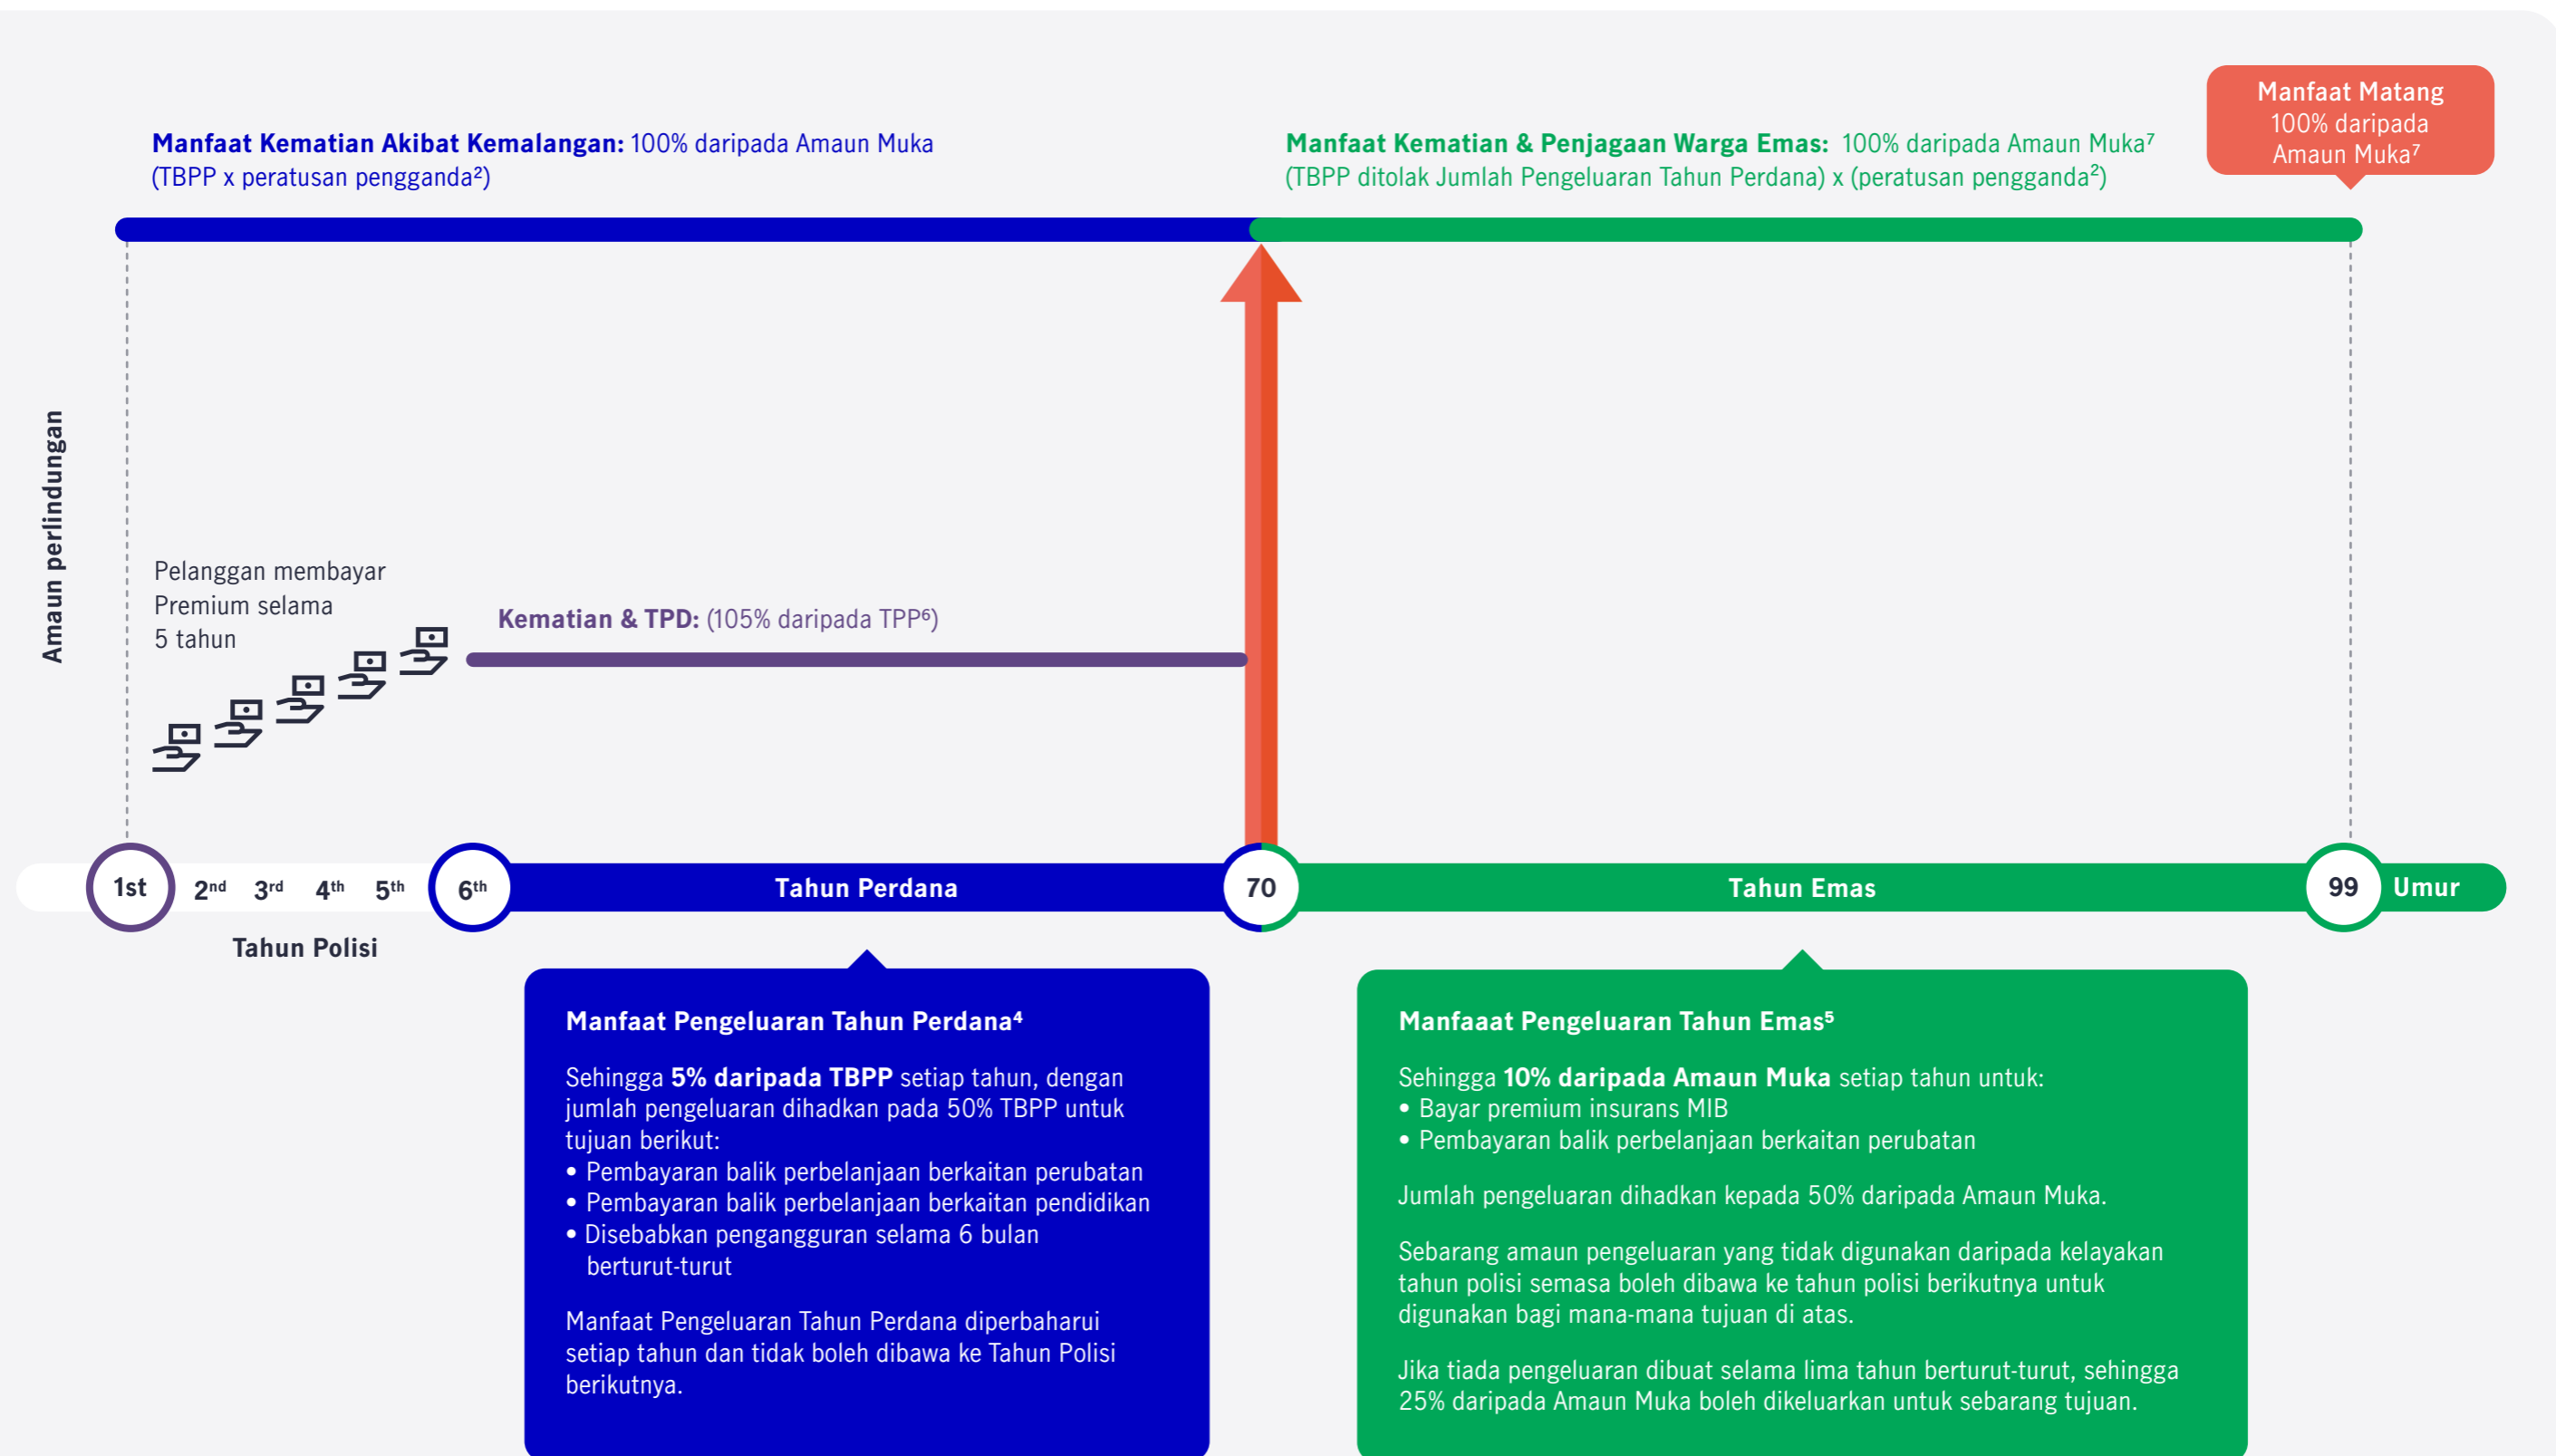 Manfaat Matang
100% daripada
Amaun Muka⁷
Manfaat Kematian Akibat Kemalangan: 100% daripada Amaun Muka
(TBPP x peratusan pengganda²)
Manfaat Kematian & Penjagaan Warga Emas: 100% daripada Amaun Muka⁷
(TBPP ditolak Jumlah Pengeluaran Tahun Perdana) x (peratusan pengganda²)
Amaun perlindungan
Pelanggan membayar
Premium selama
5 tahun
Kematian & TPD: (105% daripada TPP⁶)
1st 2nd 3rd 4th 5th 6th Tahun Perdana 70 Tahun Emas 99 Umur
Tahun Polisi
Manfaat Pengeluaran Tahun Perdana⁴
Sehingga 5% daripada TBPP setiap tahun, dengan
jumlah pengeluaran dihadkan pada 50% TBPP untuk
tujuan berikut:
• Pembayaran balik perbelanjaan berkaitan perubatan
• Pembayaran balik perbelanjaan berkaitan pendidikan
• Disebabkan pengangguran selama 6 bulan
berturut-turut
Manfaat Pengeluaran Tahun Perdana diperbaharui
setiap tahun dan tidak boleh dibawa ke Tahun Polisi
berikutnya.
Manfaaat Pengeluaran Tahun Emas⁵
Sehingga 10% daripada Amaun Muka setiap tahun untuk:
• Bayar premium insurans MIB
• Pembayaran balik perbelanjaan berkaitan perubatan
Jumlah pengeluaran dihadkan kepada 50% daripada Amaun Muka.
Sebarang amaun pengeluaran yang tidak digunakan daripada kelayakan
tahun polisi semasa boleh dibawa ke tahun polisi berikutnya untuk
digunakan bagi mana-mana tujuan di atas.
Jika tiada pengeluaran dibuat selama lima tahun berturut-turut, sehingga
25% daripada Amaun Muka boleh dikeluarkan untuk sebarang tujuan.